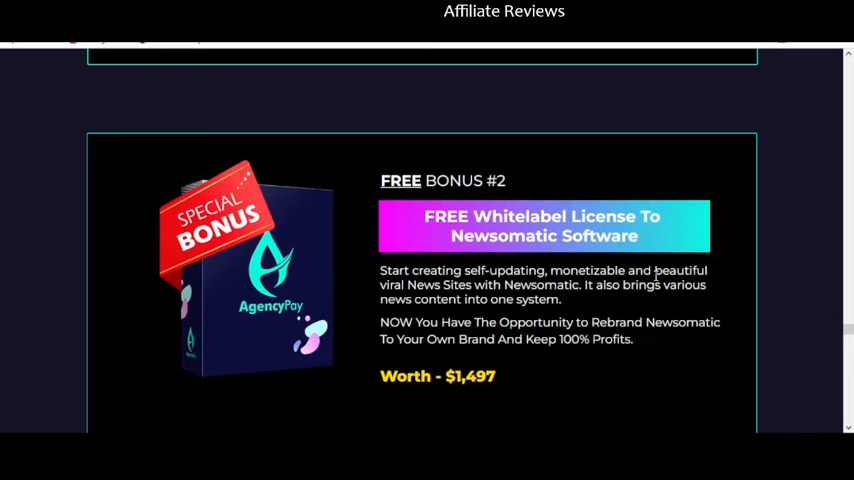 Affiliate Reviews
SPECIAL
BONUS
AgencyPay
FREE BONUS #2
FREE Whitelabel License To
Newsomatic Software
Start creating self-updating, monetizable and beautiful
viral News Sites with Newsomatic. It also brings various
news content into one system.
NOW You Have The Opportunity to Rebrand Newsomatic
To Your Own Brand And Keep 100% Profits.
Worth - $1,497